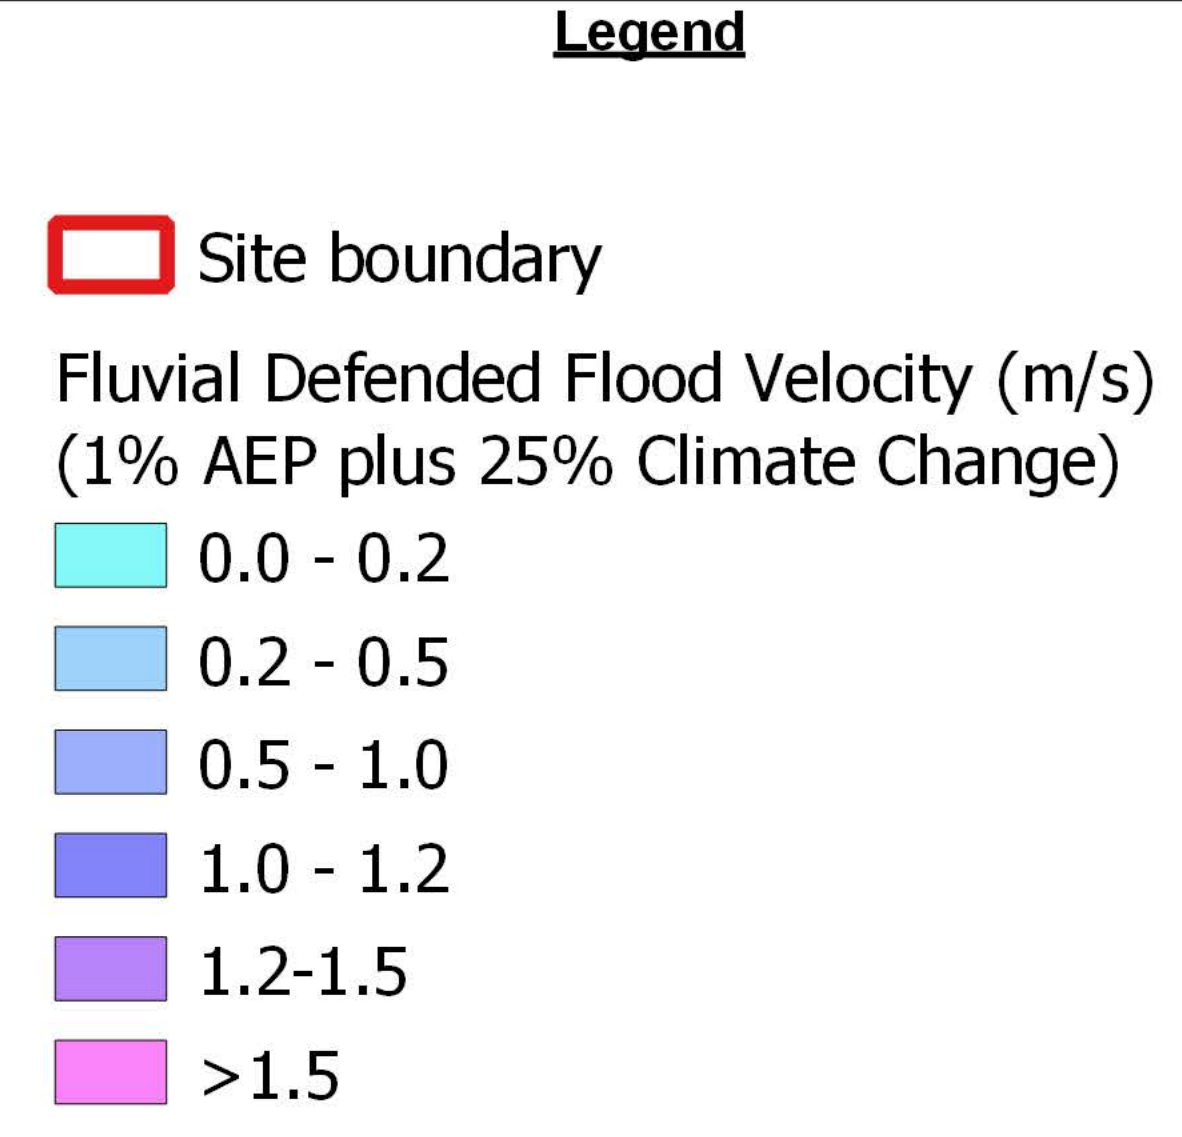 Legend
Site boundary
Fluvial Defended Flood Velocity (m/s)
(1% AEP plus 25% Climate Change)
0.0 - 0.2
0.2 - 0.5
0.5 - 1.0
1.0 - 1.2
1.2-1.5
>1.5